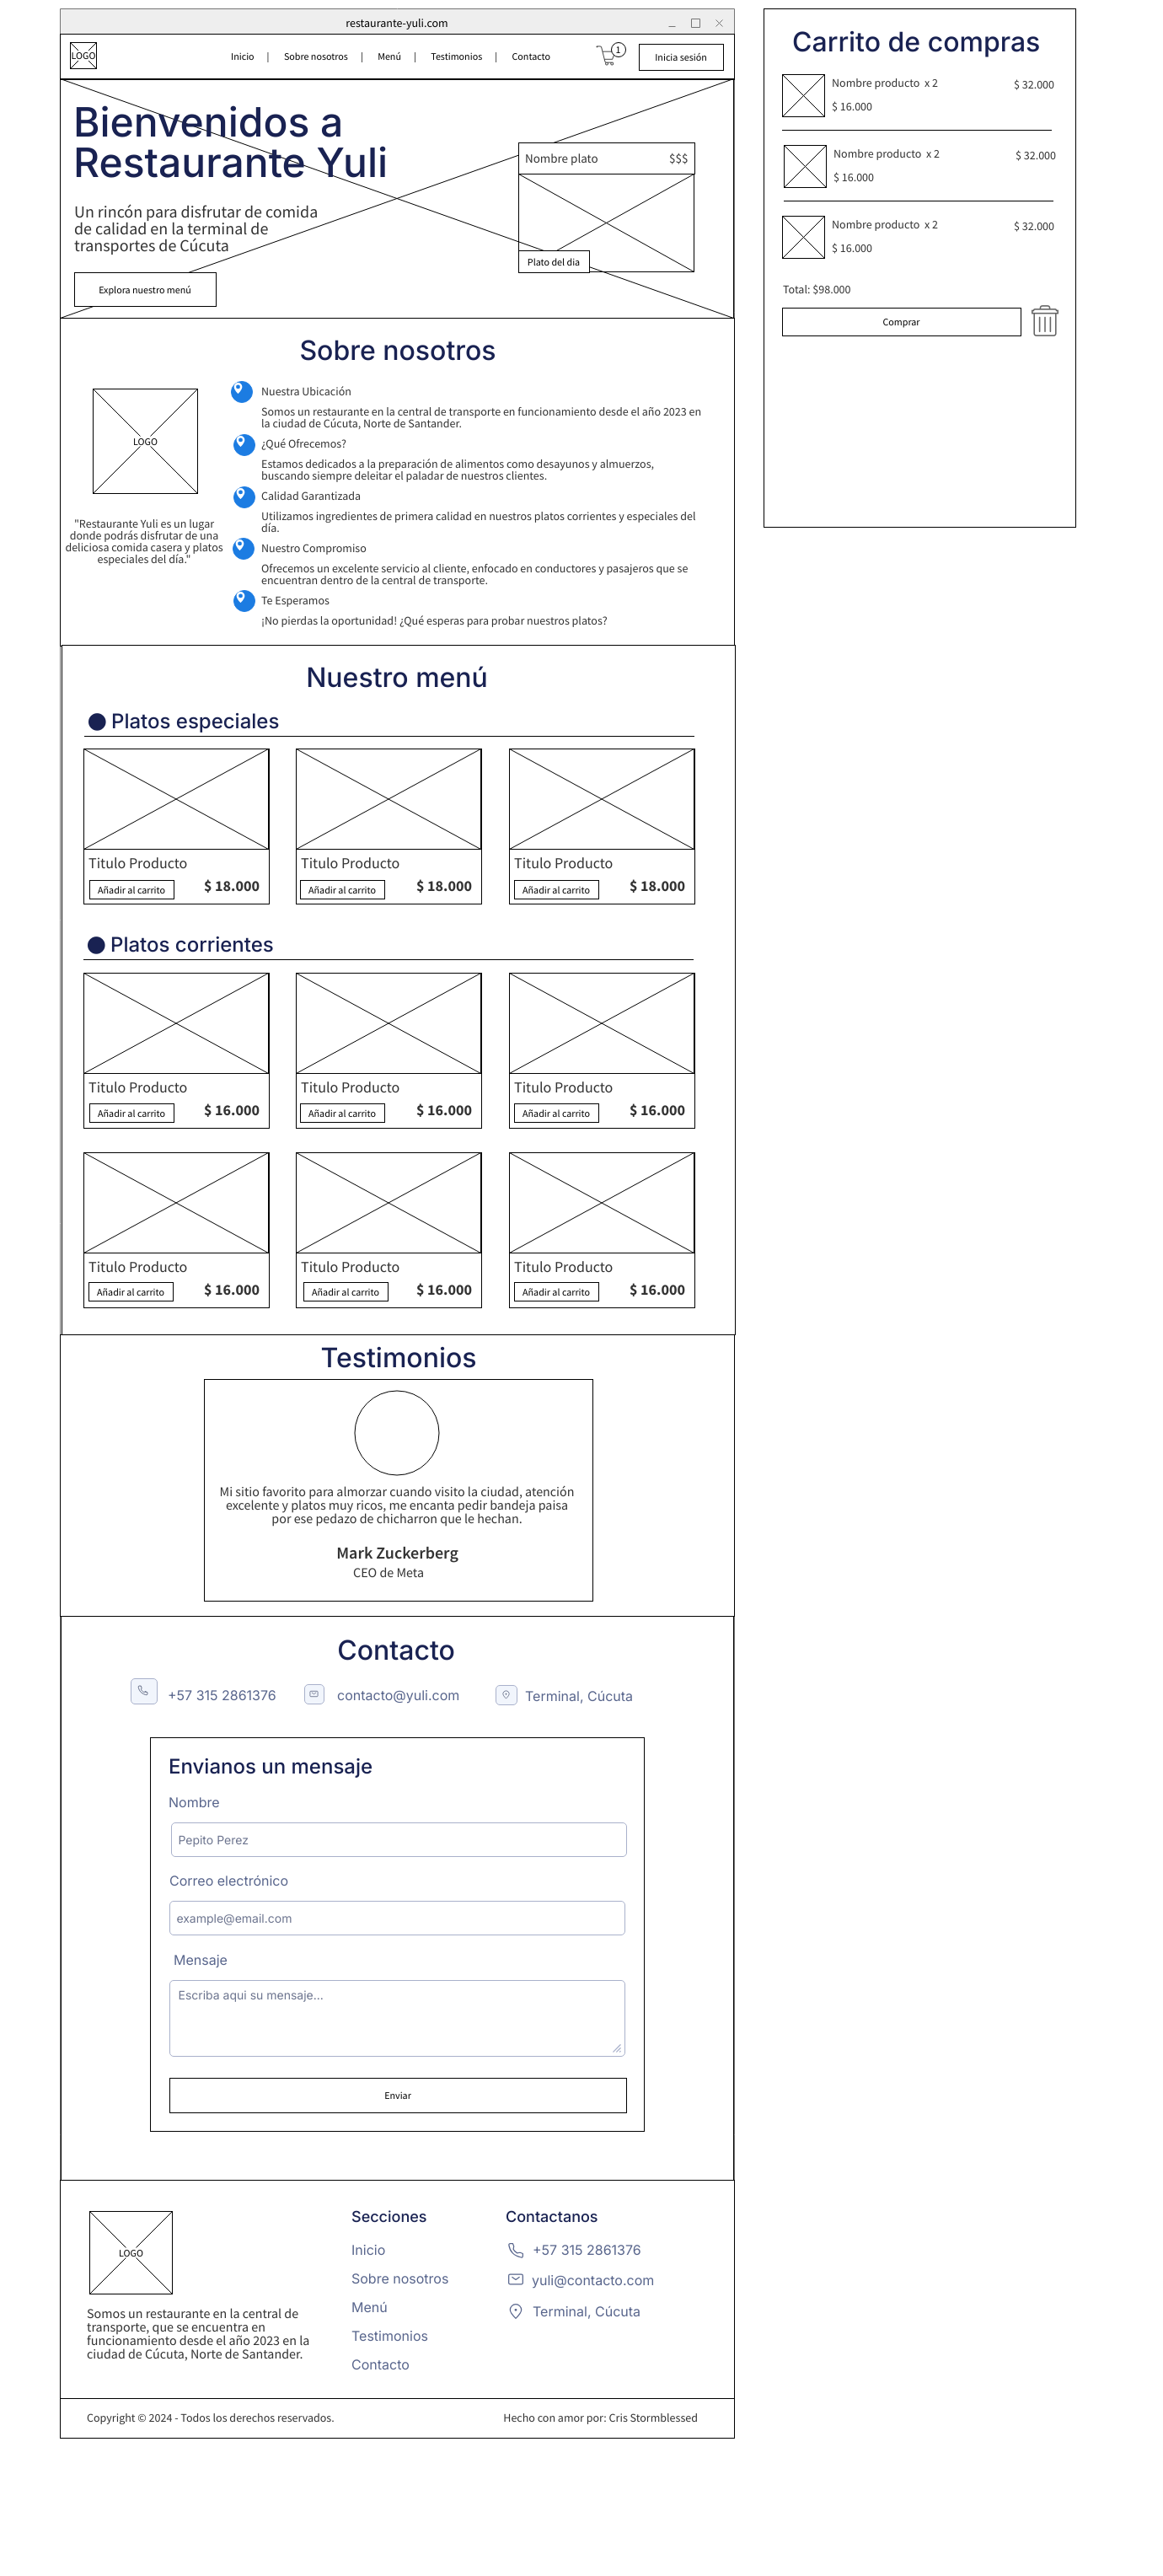 restaurante-yuli.com
LOGO
Inicio | Sobre nosotros | Menú | Testimonios | Contacto
1
Inicia sesión
Bienvenidos a
Restaurante Yuli
Un rincón para disfrutar de comida
de calidad en la terminal de
transportes de Cúcuta
Explora nuestro menú
Nombre plato $$$
Plato del dia
Sobre nosotros
LOGO
"Restaurante Yuli es un lugar
donde podrás disfrutar de una
deliciosa comida casera y platos
especiales del día."
Nuestra Ubicación
Somos un restaurante en la central de transporte en funcionamiento desde el año 2023 en
la ciudad de Cúcuta, Norte de Santander.
¿Qué Ofrecemos?
Estamos dedicados a la preparación de alimentos como desayunos y almuerzos,
buscando siempre deleitar el paladar de nuestros clientes.
Calidad Garantizada
Utilizamos ingredientes de primera calidad en nuestros platos corrientes y especiales del
día.
Nuestro Compromiso
Ofrecemos un excelente servicio al cliente, enfocado en conductores y pasajeros que se
encuentran dentro de la central de transporte.
Te Esperamos
¡No pierdas la oportunidad! ¿Qué esperas para probar nuestros platos?
Nuestro menú
Platos especiales
Titulo Producto
Añadir al carrito $ 18.000
Titulo Producto
Añadir al carrito $ 18.000
Titulo Producto
Añadir al carrito $ 18.000
Platos corrientes
Titulo Producto
Añadir al carrito $ 16.000
Titulo Producto
Añadir al carrito $ 16.000
Titulo Producto
Añadir al carrito $ 16.000
Titulo Producto
Añadir al carrito $ 16.000
Titulo Producto
Añadir al carrito $ 16.000
Titulo Producto
Añadir al carrito $ 16.000
Testimonios
Mi sitio favorito para almorzar cuando visito la ciudad, atención
excelente y platos muy ricos, me encanta pedir bandeja paisa
por ese pedazo de chicharron que le hechan.
Mark Zuckerberg
CEO de Meta
Contacto
+57 315 2861376
contacto@yuli.com
Terminal, Cúcuta
Envianos un mensaje
Nombre
Pepito Perez
Correo electrónico
example@email.com
Mensaje
Escriba aqui su mensaje...
Enviar
LOGO
Somos un restaurante en la central de
transporte, que se encuentra en
funcionamiento desde el año 2023 en la
ciudad de Cúcuta, Norte de Santander.
Secciones
Inicio
Sobre nosotros
Menú
Testimonios
Contacto
Contactanos
+57 315 2861376
yuli@contacto.com
Terminal, Cúcuta
Copyright © 2024 - Todos los derechos reservados.
Hecho con amor por: Cris Stormblessed
Carrito de compras
Nombre producto x 2 $ 32.000
$ 16.000
Nombre producto x 2 $ 32.000
$ 16.000
Nombre producto x 2 $ 32.000
$ 16.000
Total: $98.000
Comprar